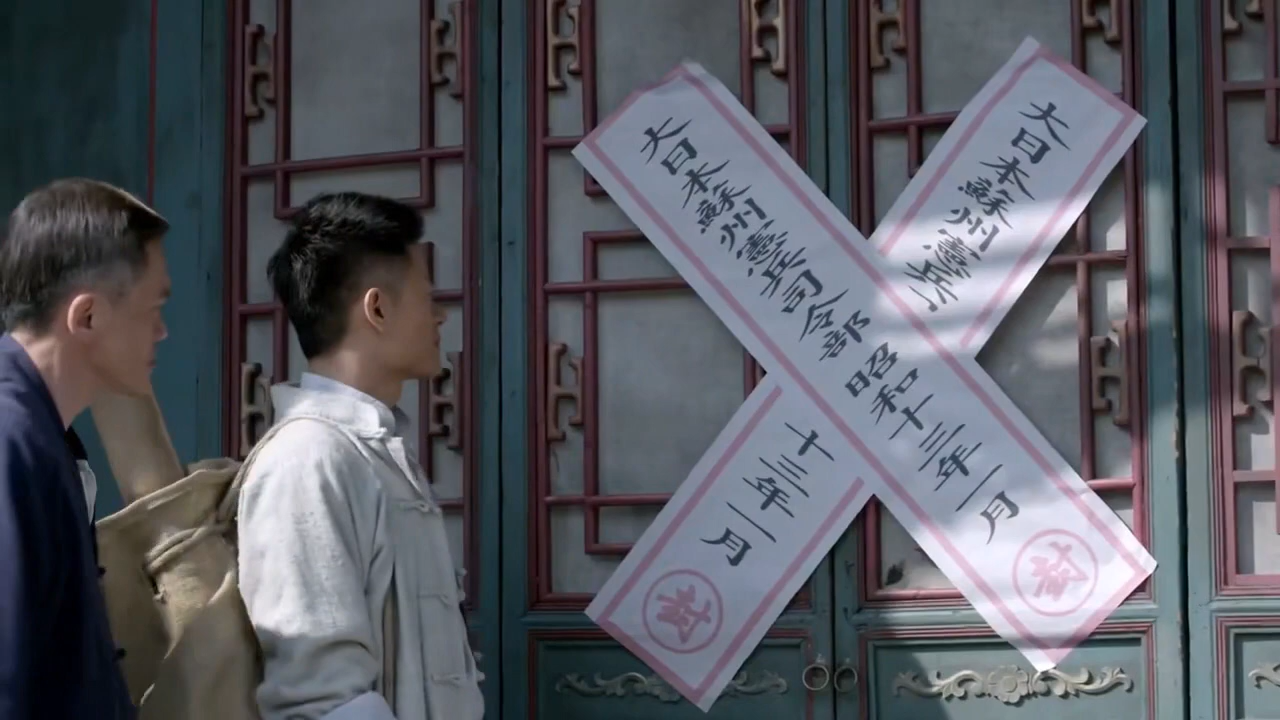 大日本蘇州憲兵司令部 昭和十三年一月
封
大日本蘇州憲兵
十三年一月
封